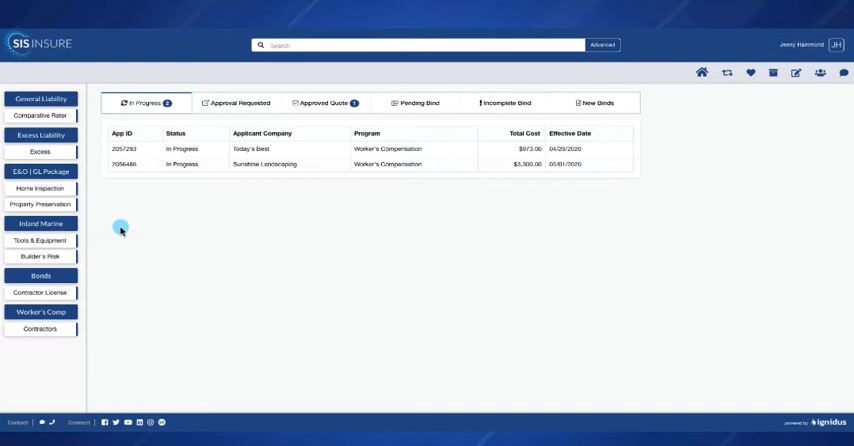 SIS INSURE
Search
Advanced
Jenny Hammond JH
General Liability
Comparative Rater
Excess Liability
Excess
E&O | GL Package
Home Inspection
Property Preservation
Inland Marine
Tools & Equipment
Builder's Risk
Bonds
Contractor License
Worker's Comp
Contractors
In Progress 2
Approval Requested
Approved Quote 1
Pending Bind
Incomplete Bind
New Binds
App ID Status Applicant Company Program Total Cost Effective Date
2057293 In Progress Today's Best Worker's Compensation $973.00 04/29/2020
2056486 In Progress Sunshine Landscaping Worker's Compensation $3,300.00 05/01/2020
Contact | Connect |
powered by ignidus